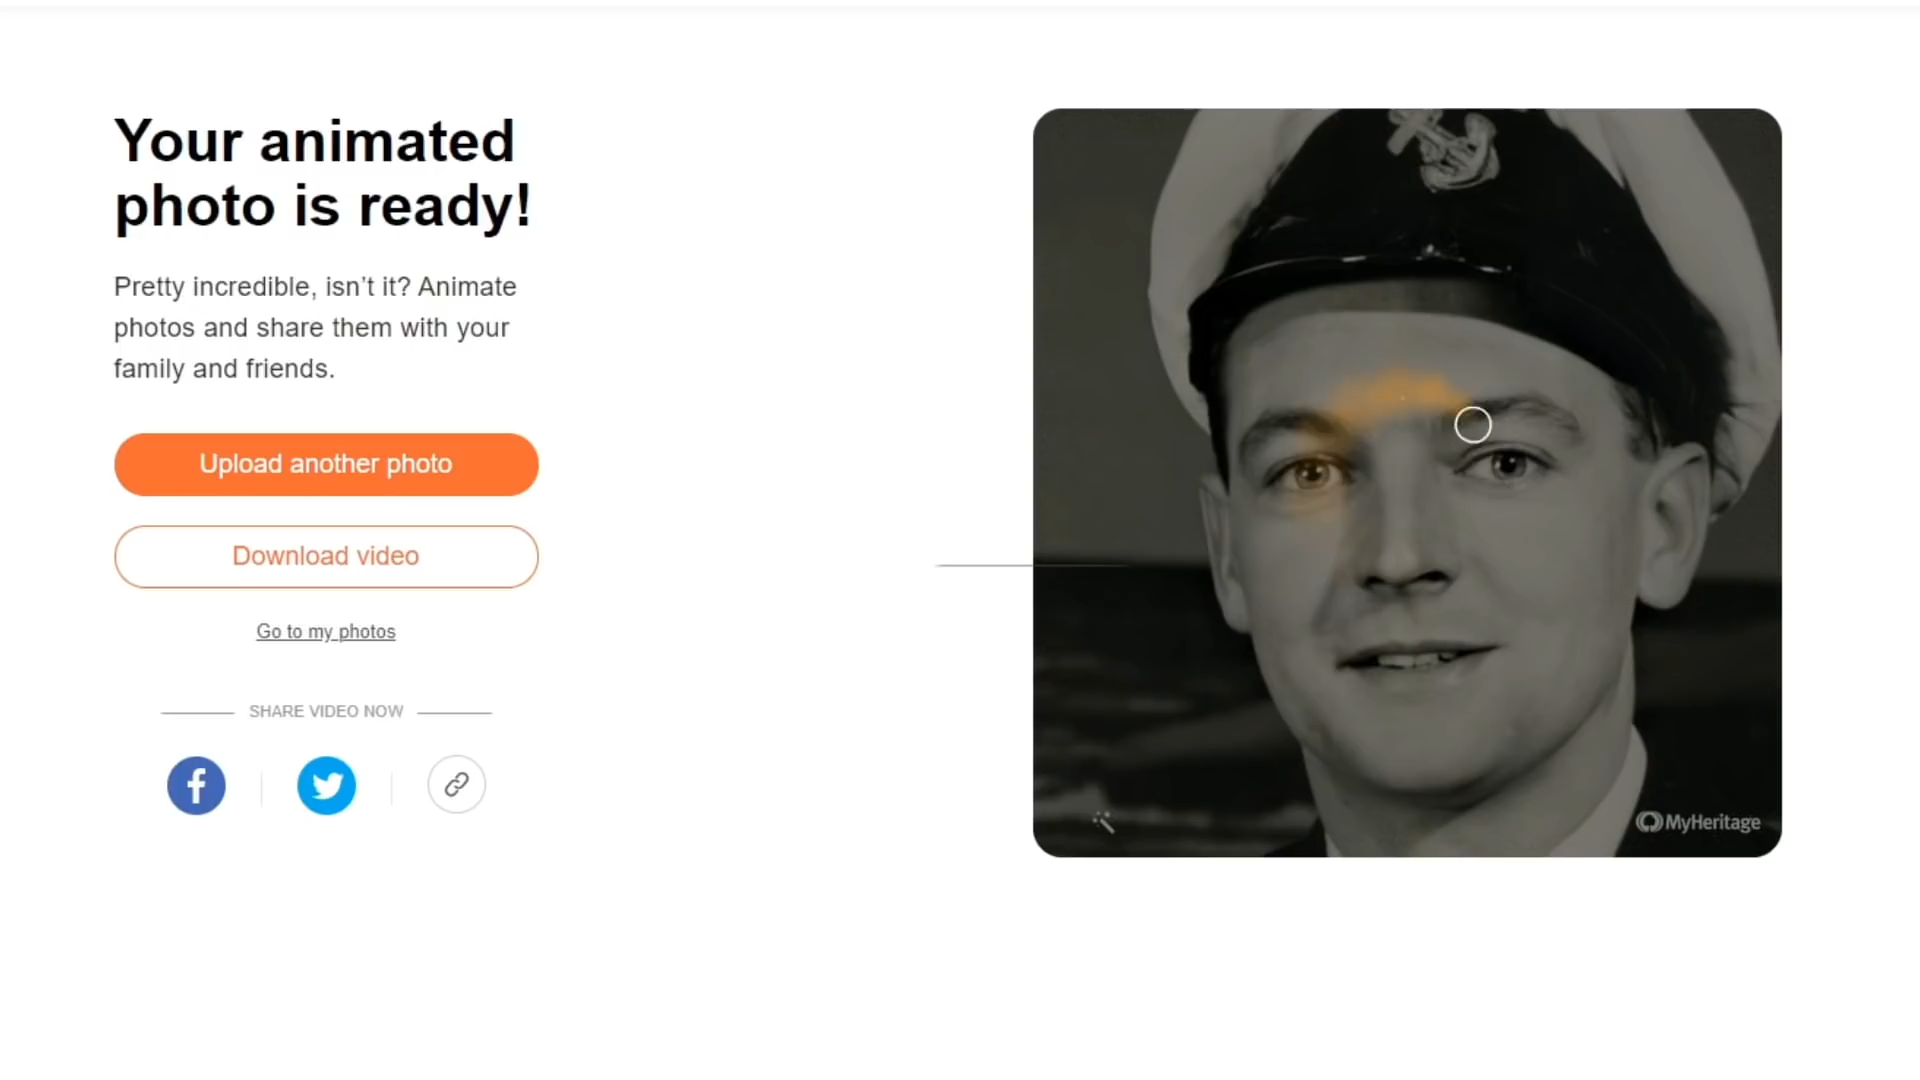 Your animated
photo is ready!
Pretty incredible, isn’t it? Animate
photos and share them with your
family and friends.
Upload another photo
Download video
Go to my photos
SHARE VIDEO NOW
MyHeritage